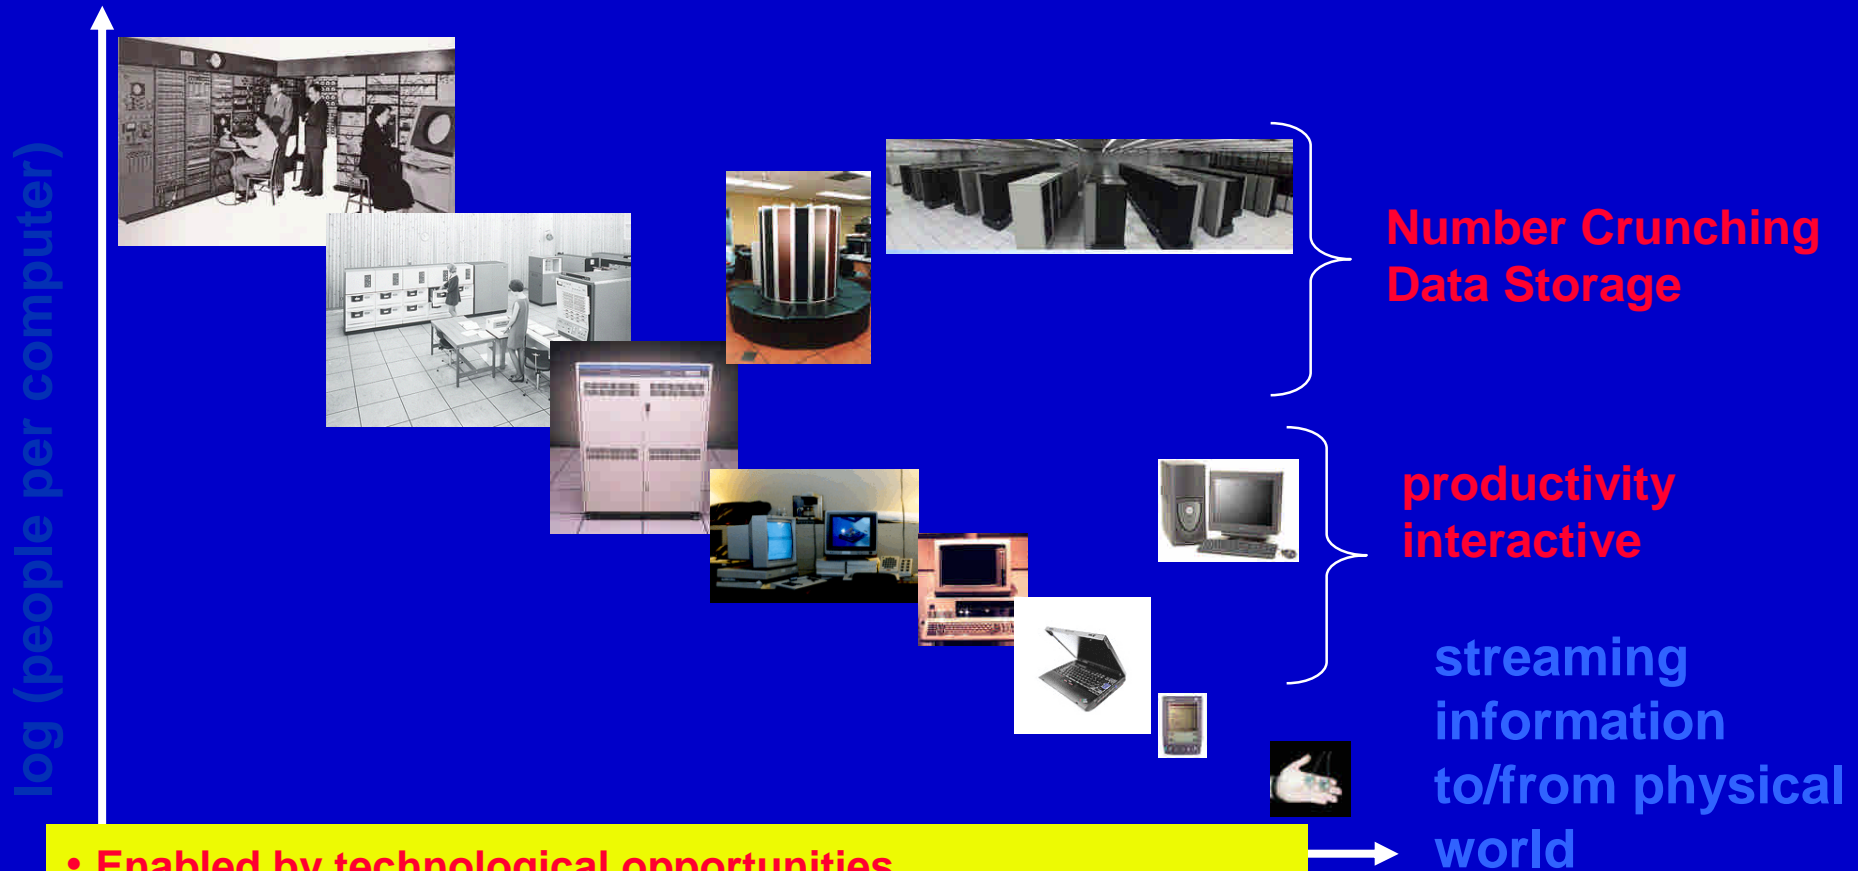 log (people per computer)
Number Crunching
Data Storage
productivity
interactive
streaming
information
to/from physical
world
• Enabled by technological opportunities